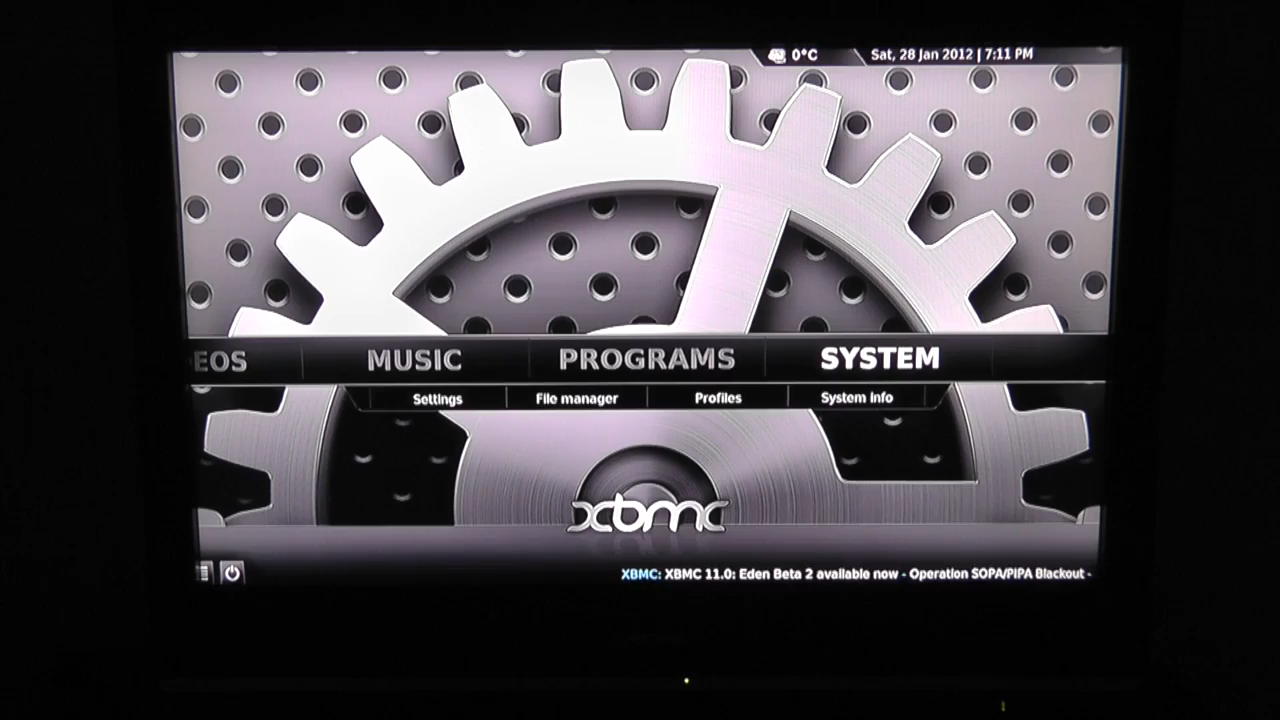 0°C Sat, 28 Jan 2012 | 7:11 PM
EOS MUSIC PROGRAMS SYSTEM
Settings File manager Profiles System info
xbmc
XBMC: XBMC 11.0: Eden Beta 2 available now - Operation SOPA/PIPA Blackout -